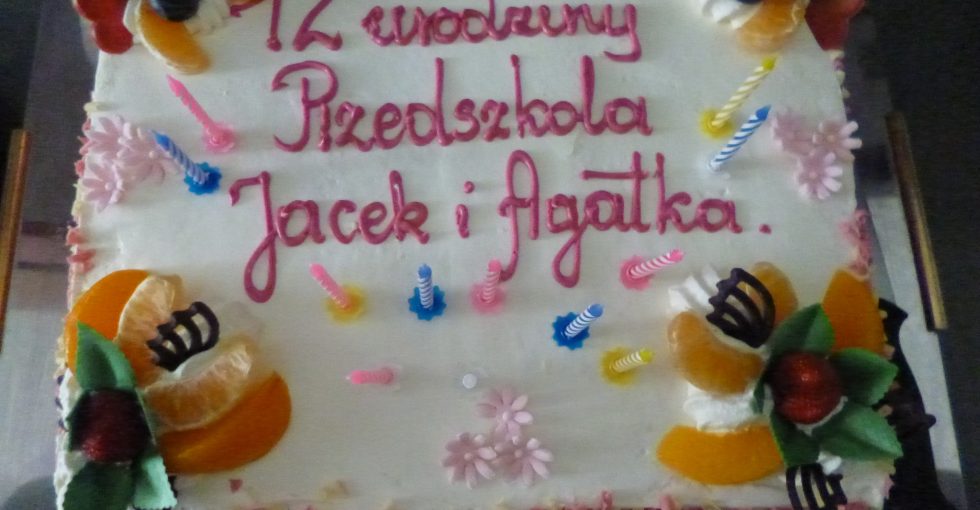 12 urodziny
Przedszkola
Jacek i Agatka.